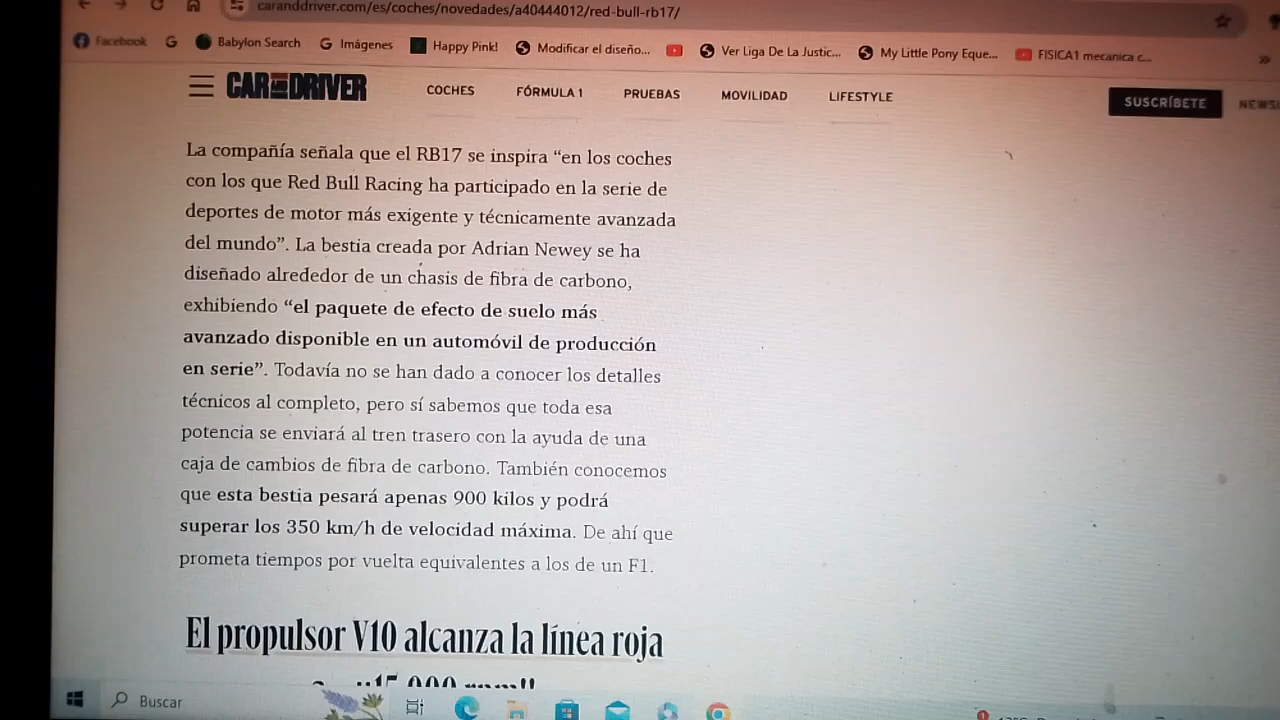 caranddriver.com/es/coches/novedades/a40444012/red-bull-rb17/
Facebook
Babylon Search
Imágenes
Happy Pink!
Modificar el diseño...
Ver Liga De La Justic...
My Little Pony Eque...
FISICA1 mecanica c...
CAR AND DRIVER
COCHES
FÓRMULA 1
PRUEBAS
MOVILIDAD
LIFESTYLE
SUSCRÍBETE
La compañía señala que el RB17 se inspira “en los coches
con los que Red Bull Racing ha participado en la serie de
deportes de motor más exigente y técnicamente avanzada
del mundo”. La bestia creada por Adrian Newey se ha
diseñado alrededor de un chasis de fibra de carbono,
exhibiendo “el paquete de efecto de suelo más
avanzado disponible en un automóvil de producción
en serie”. Todavía no se han dado a conocer los detalles
técnicos al completo, pero sí sabemos que toda esa
potencia se enviará al tren trasero con la ayuda de una
caja de cambios de fibra de carbono. También conocemos
que esta bestia pesará apenas 900 kilos y podrá
superar los 350 km/h de velocidad máxima. De ahí que
prometa tiempos por vuelta equivalentes a los de un F1.
El propulsor V10 alcanza la línea roja
Buscar